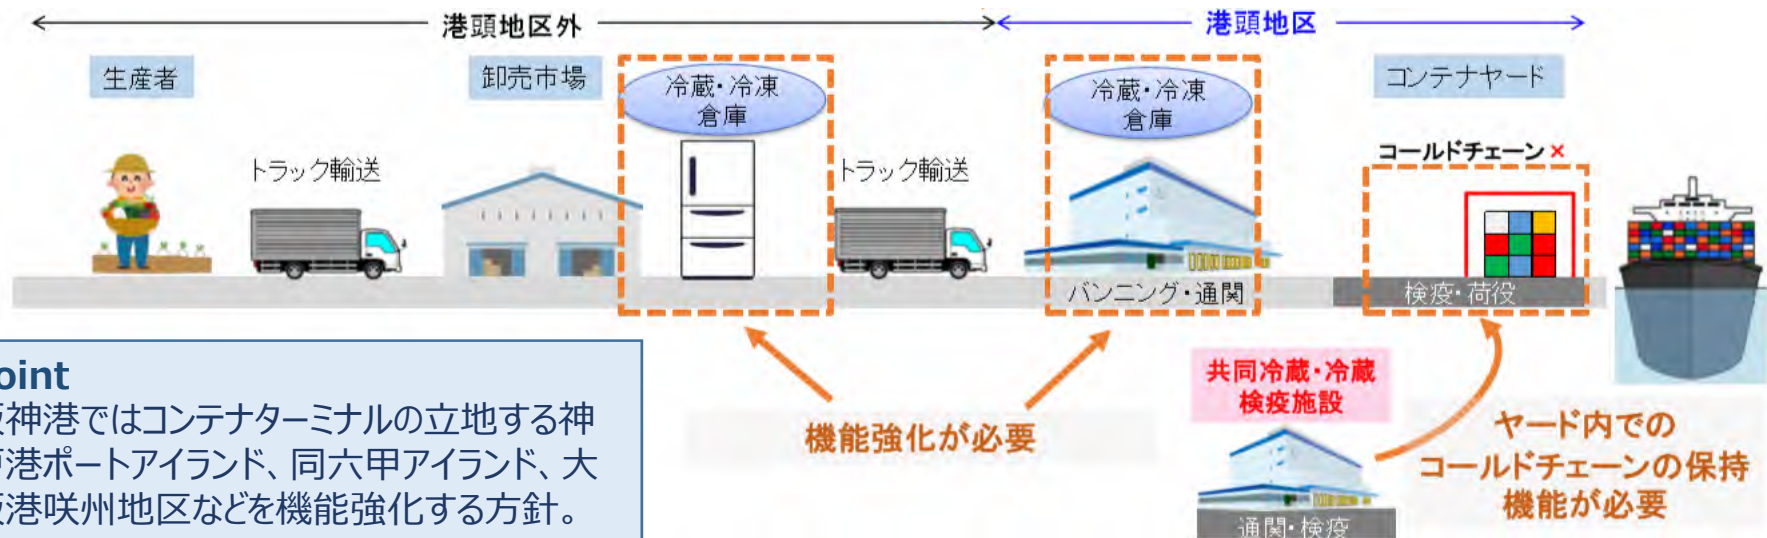 港頭地区外
港頭地区
生産者
卸売市場
冷蔵・冷凍
倉庫
冷蔵・冷凍
倉庫
コンテナヤード
トラック輸送
トラック輸送
コールドチェーン×
バンニング・通関
検疫・荷役
oint
阪神港ではコンテナターミナルの立地する神
戸港ポートアイランド、同六甲アイランド、大
阪港咲州地区などを機能強化する方針。
機能強化が必要
共同冷蔵・冷蔵
検疫施設
通関・検疫
ヤード内での
コールドチェーンの保持
機能が必要